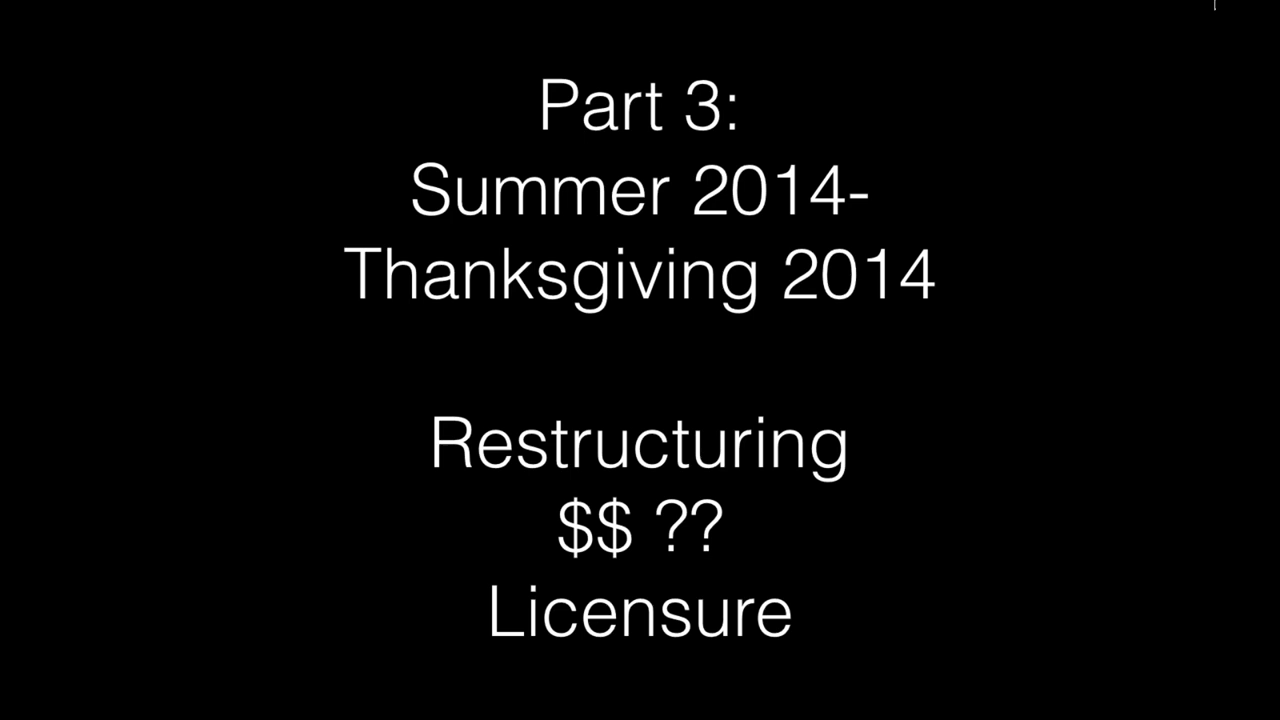 Part 3:
Summer 2014-
Thanksgiving 2014
Restructuring
$$ ??
Licensure